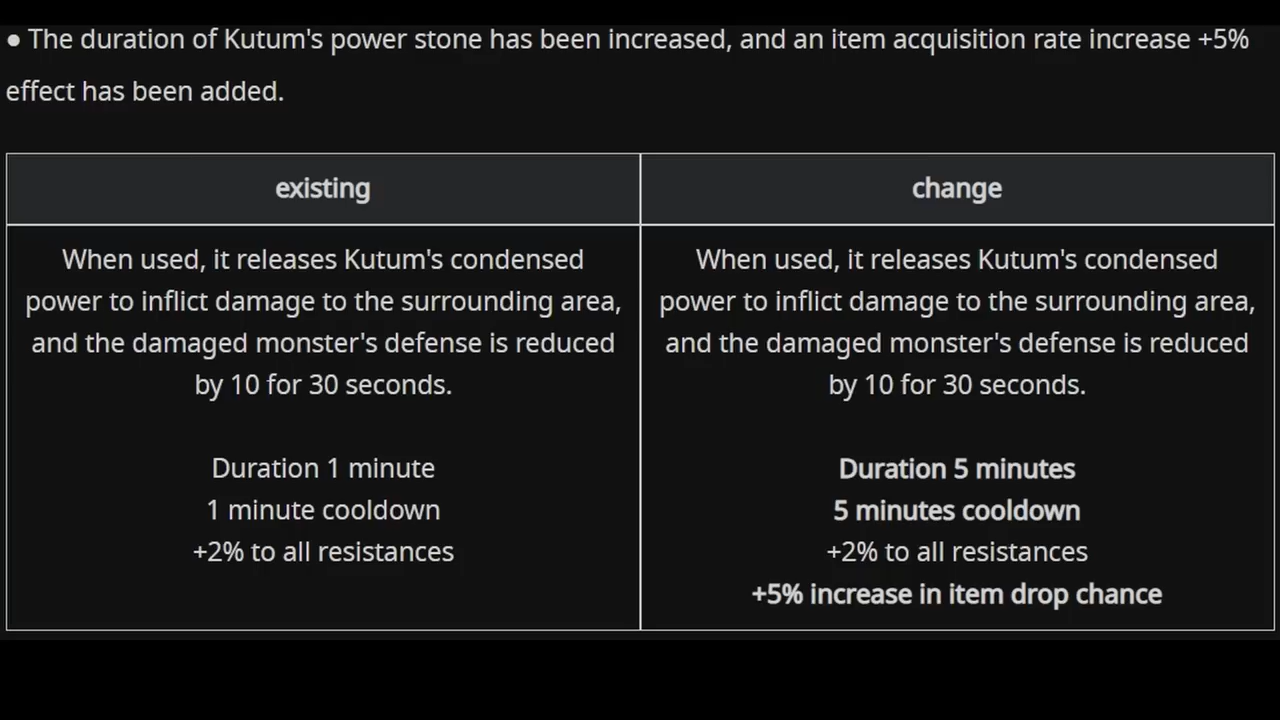 ● The duration of Kutum's power stone has been increased, and an item acquisition rate increase +5%
effect has been added.
existing
When used, it releases Kutum's condensed
power to inflict damage to the surrounding area,
and the damaged monster's defense is reduced
by 10 for 30 seconds.
Duration 1 minute
1 minute cooldown
+2% to all resistances
change
When used, it releases Kutum's condensed
power to inflict damage to the surrounding area,
and the damaged monster's defense is reduced
by 10 for 30 seconds.
Duration 5 minutes
5 minutes cooldown
+2% to all resistances
+5% increase in item drop chance